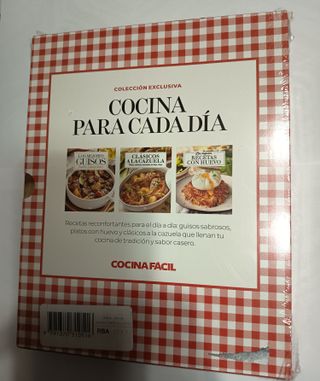 COLECCIÓN EXCLUSIVA
COCINA
PARA CADA DÍA
LOS MEJORES
GUISOS
CLÁSICOS
A LA CAZUELA
RECETAS
CON HUEVO
Recetas reconfortantes para el día a día: guisos sabrosos,
platos con huevo y clásicos a la cazuela que llenan tu
cocina de tradición y sabor casero.
COCINA FÁCIL
RBA